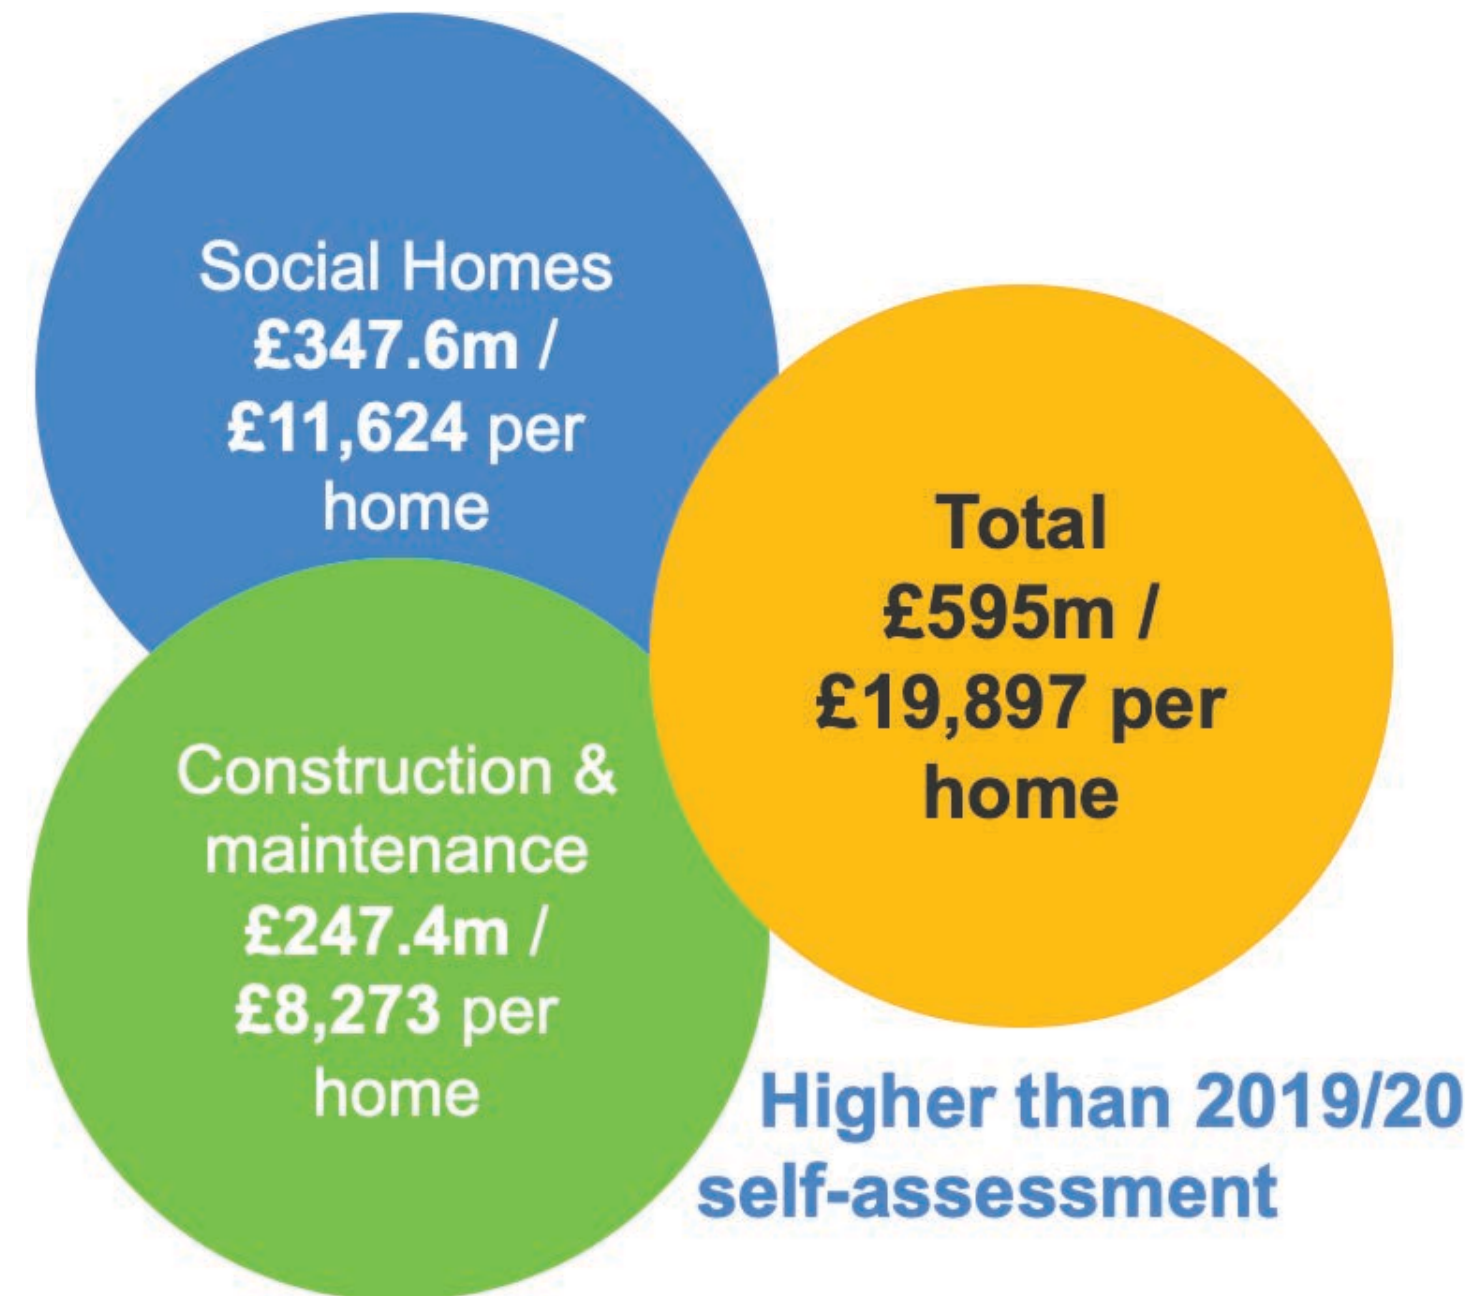 Social Homes
£347.6m /
£11,624 per
home
Construction &
maintenance
£247.4m /
£8,273 per
home
Total
£595m /
£19,897 per
home
Higher than 2019/20
self-assessment